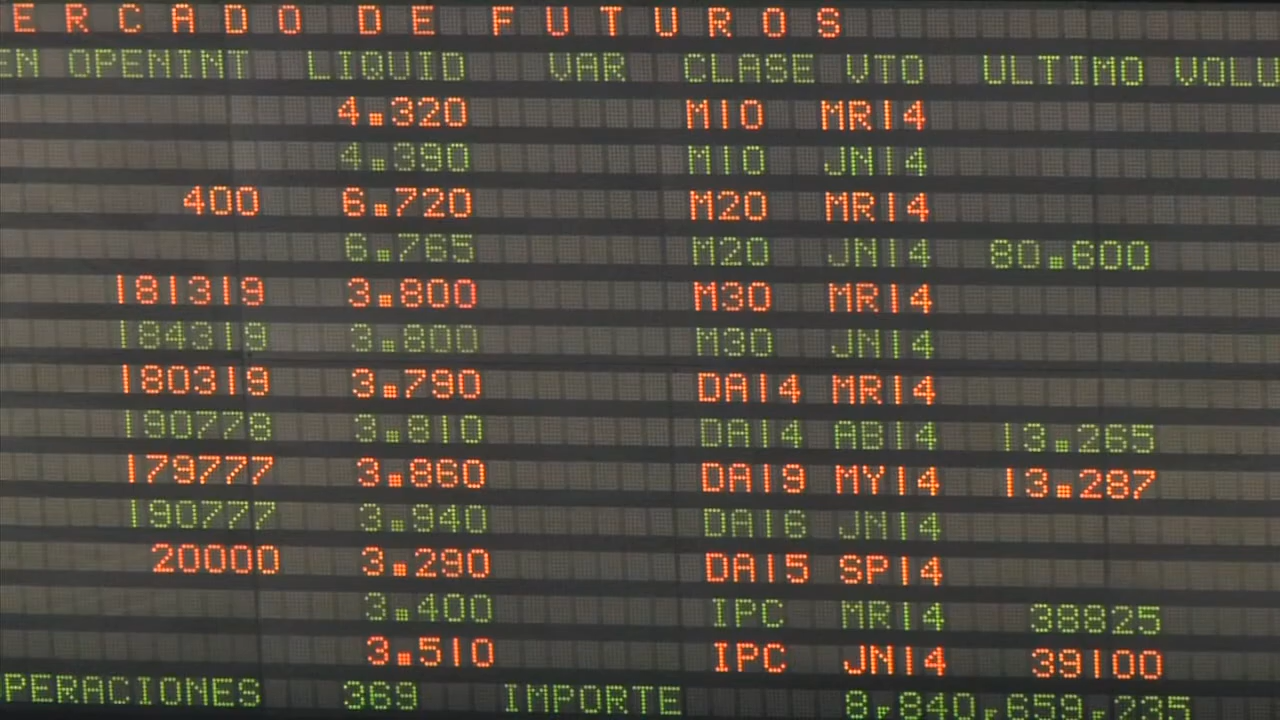 ERCADO DE FUTUROS
EN OPENINT LIQUID VAR CLASE VTO ULTIMO VOLU
4.320 M10 MR14
4.390 M10 JN14
400 6.720 M20 MR14
6.765 M20 JN14 80.600
181319 3.800 M30 MR14
184319 3.800 M30 JN14
180319 3.790 DA14 MR14
190778 3.810 DA14 AB14 13.265
179777 3.860 DA19 MY14 13.287
190777 3.940 DA16 JN14
20000 3.290 DA15 SP14
3.400 IPC MR14 38825
3.510 IPC JN14 39100
PERACIONES 369 IMPORTE 8,840,659,235